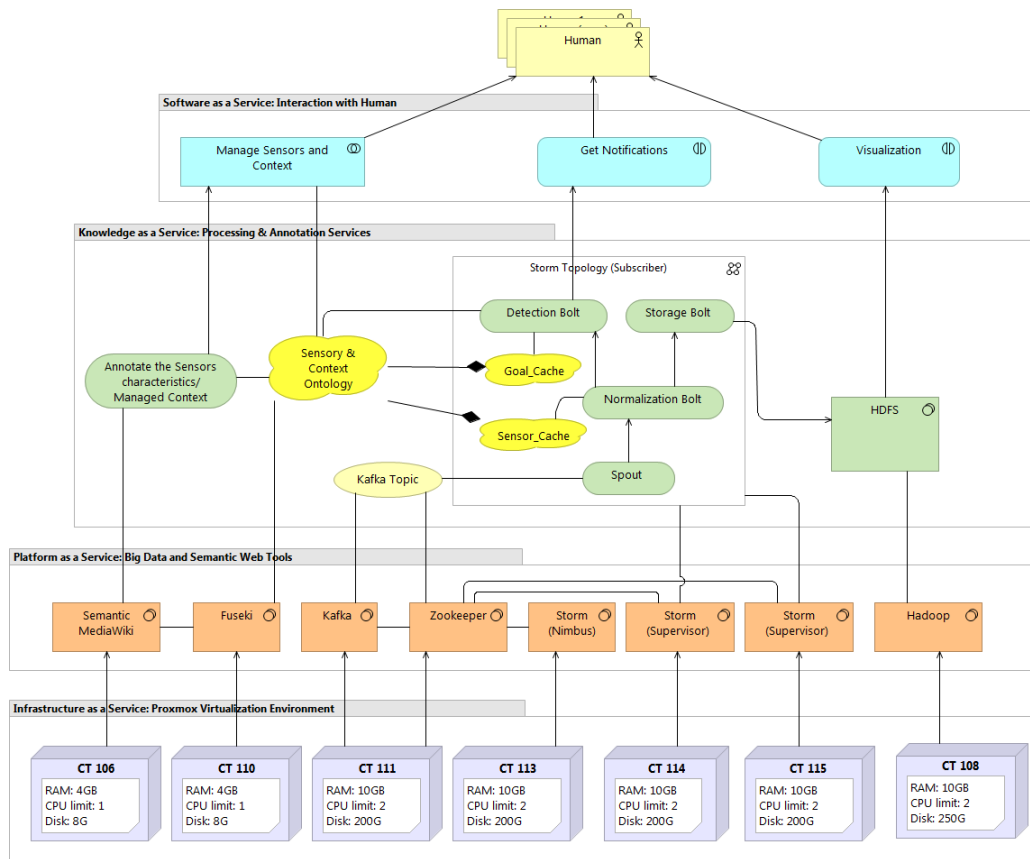 Human
Software as a Service: Interaction with Human
Manage Sensors and
Context
Get Notifications
Visualization
Knowledge as a Service: Processing & Annotation Services
Storm Topology (Subscriber)
Detection Bolt
Storage Bolt
Sensory &
Context
Ontology
Annotate the Sensors
characteristics/
Managed Context
Goal_Cache
Normalization Bolt
HDFS
Sensor_Cache
Kafka Topic
Spout
Platform as a Service: Big Data and Semantic Web Tools
Semantic
MediaWiki
Fuseki
Kafka
Zookeeper
Storm
(Nimbus)
Storm
(Supervisor)
Storm
(Supervisor)
Hadoop
Infrastructure as a Service: Proxmox Virtualization Environment
CT 106
RAM: 4GB
CPU limit: 1
Disk: 8G
CT 110
RAM: 4GB
CPU limit: 1
Disk: 8G
CT 111
RAM: 10GB
CPU limit: 2
Disk: 200G
CT 113
RAM: 10GB
CPU limit: 2
Disk: 200G
CT 114
RAM: 10GB
CPU limit: 2
Disk: 200G
CT 115
RAM: 10GB
CPU limit: 2
Disk: 200G
CT 108
RAM: 10GB
CPU limit: 2
Disk: 250G